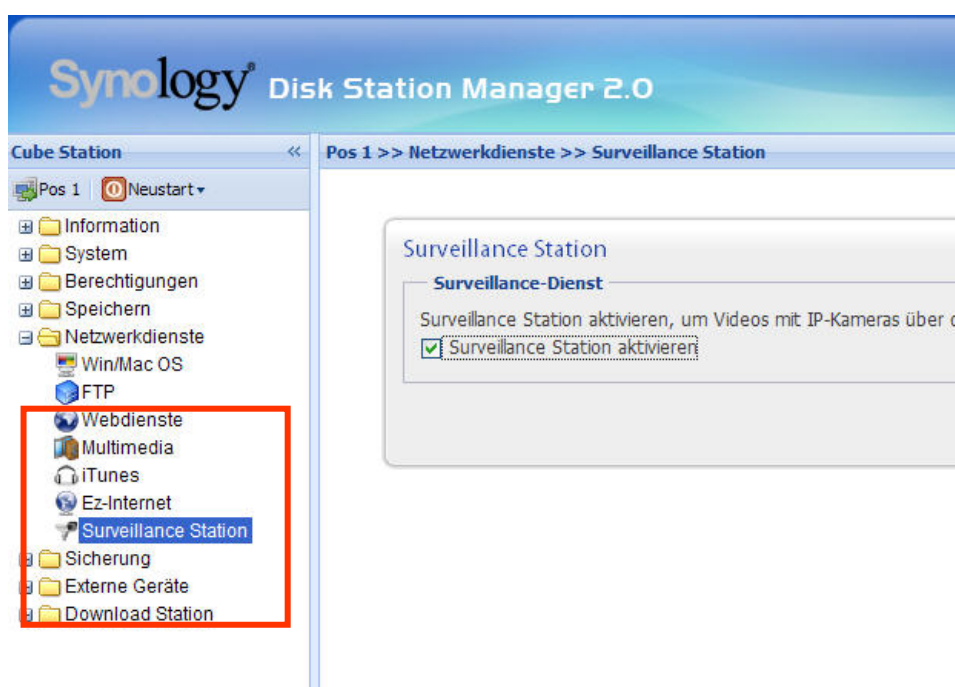 Synology® Disk Station Manager 2.0
Cube Station «
Pos 1 >> Netzwerkdienste >> Surveillance Station
Pos 1 Neustart
Information
System
Berechtigungen
Speichern
Netzwerkdienste
Win/Mac OS
FTP
Webdienste
Multimedia
iTunes
Ez-Internet
Surveillance Station
Sicherung
Externe Geräte
Download Station
Surveillance Station
Surveillance-Dienst
Surveillance Station aktivieren, um Videos mit IP-Kameras über
Surveillance Station aktivieren